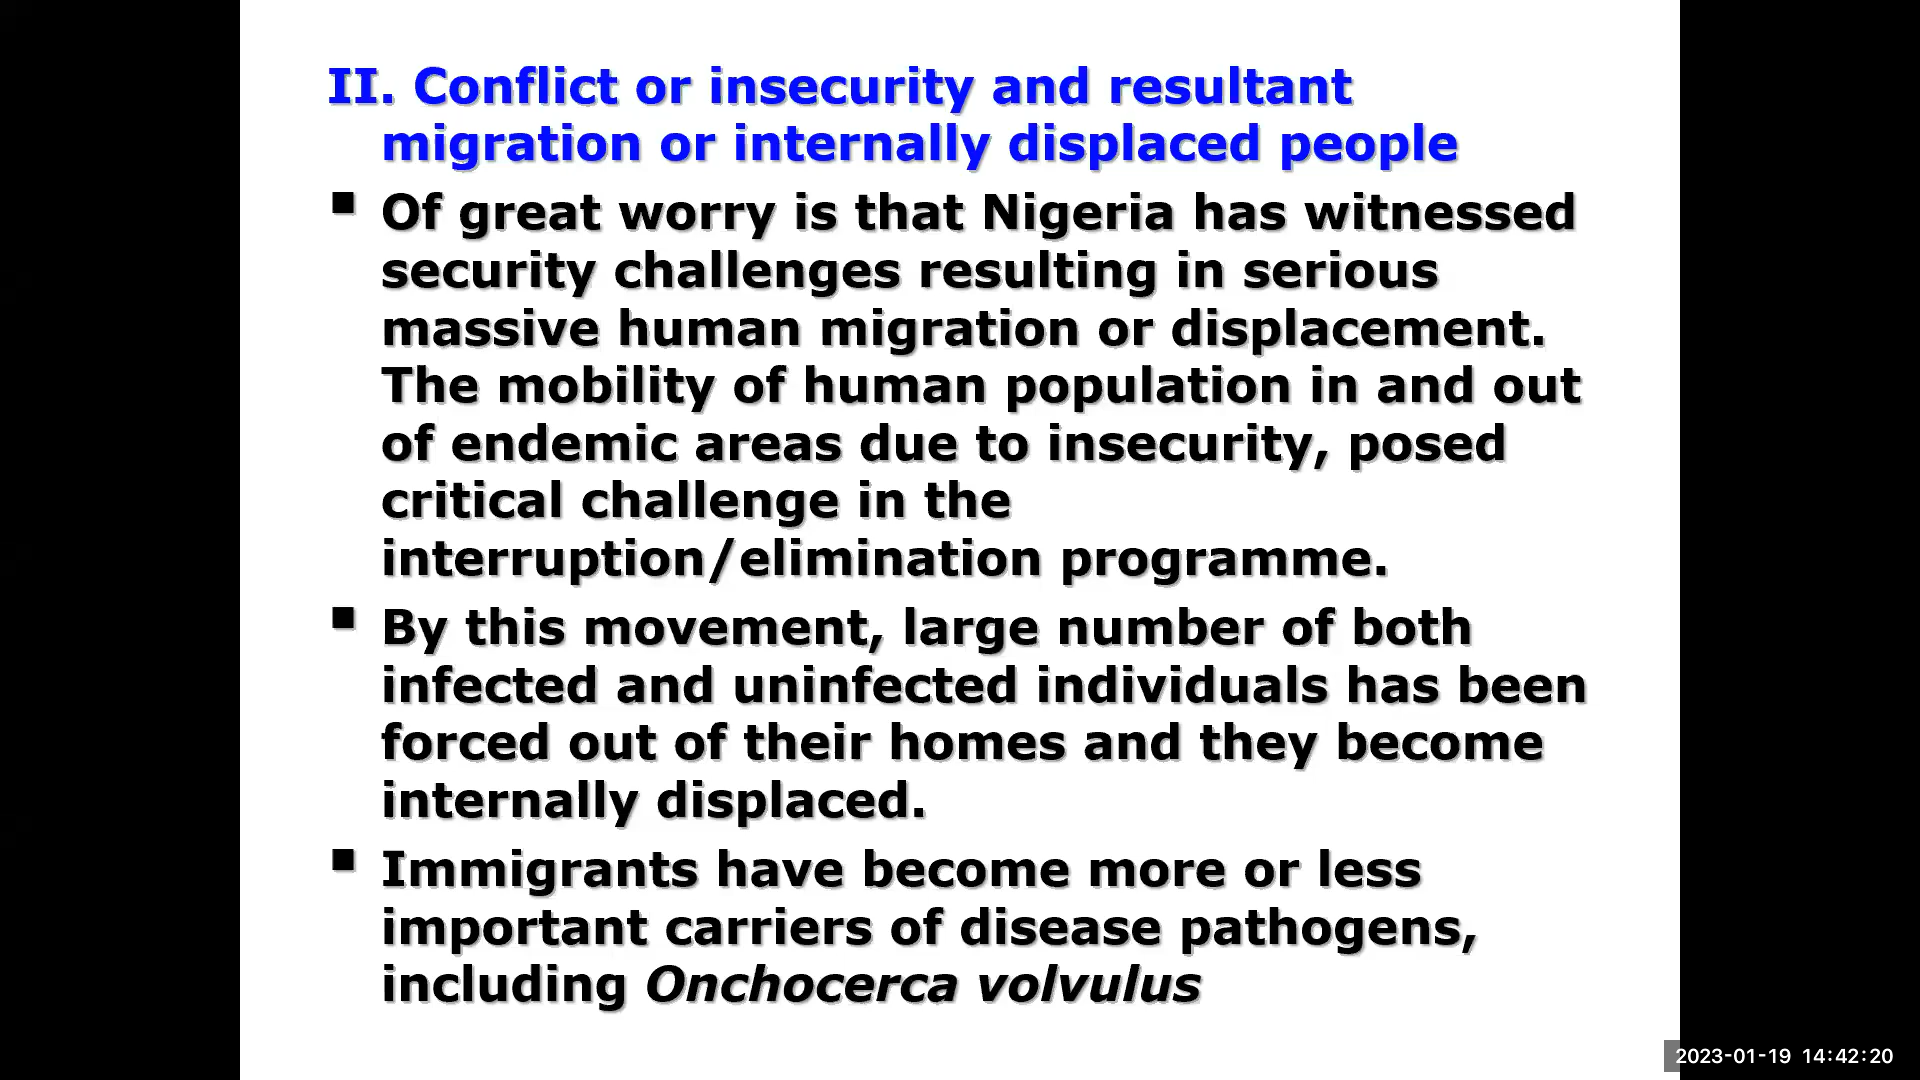 II. Conflict or insecurity and resultant
migration or internally displaced people
▪ Of great worry is that Nigeria has witnessed
security challenges resulting in serious
massive human migration or displacement.
The mobility of human population in and out
of endemic areas due to insecurity, posed
critical challenge in the
interruption/elimination programme.
▪ By this movement, large number of both
infected and uninfected individuals has been
forced out of their homes and they become
internally displaced.
▪ Immigrants have become more or less
important carriers of disease pathogens,
including Onchocerca volvulus
2023-01-19 14:42:20